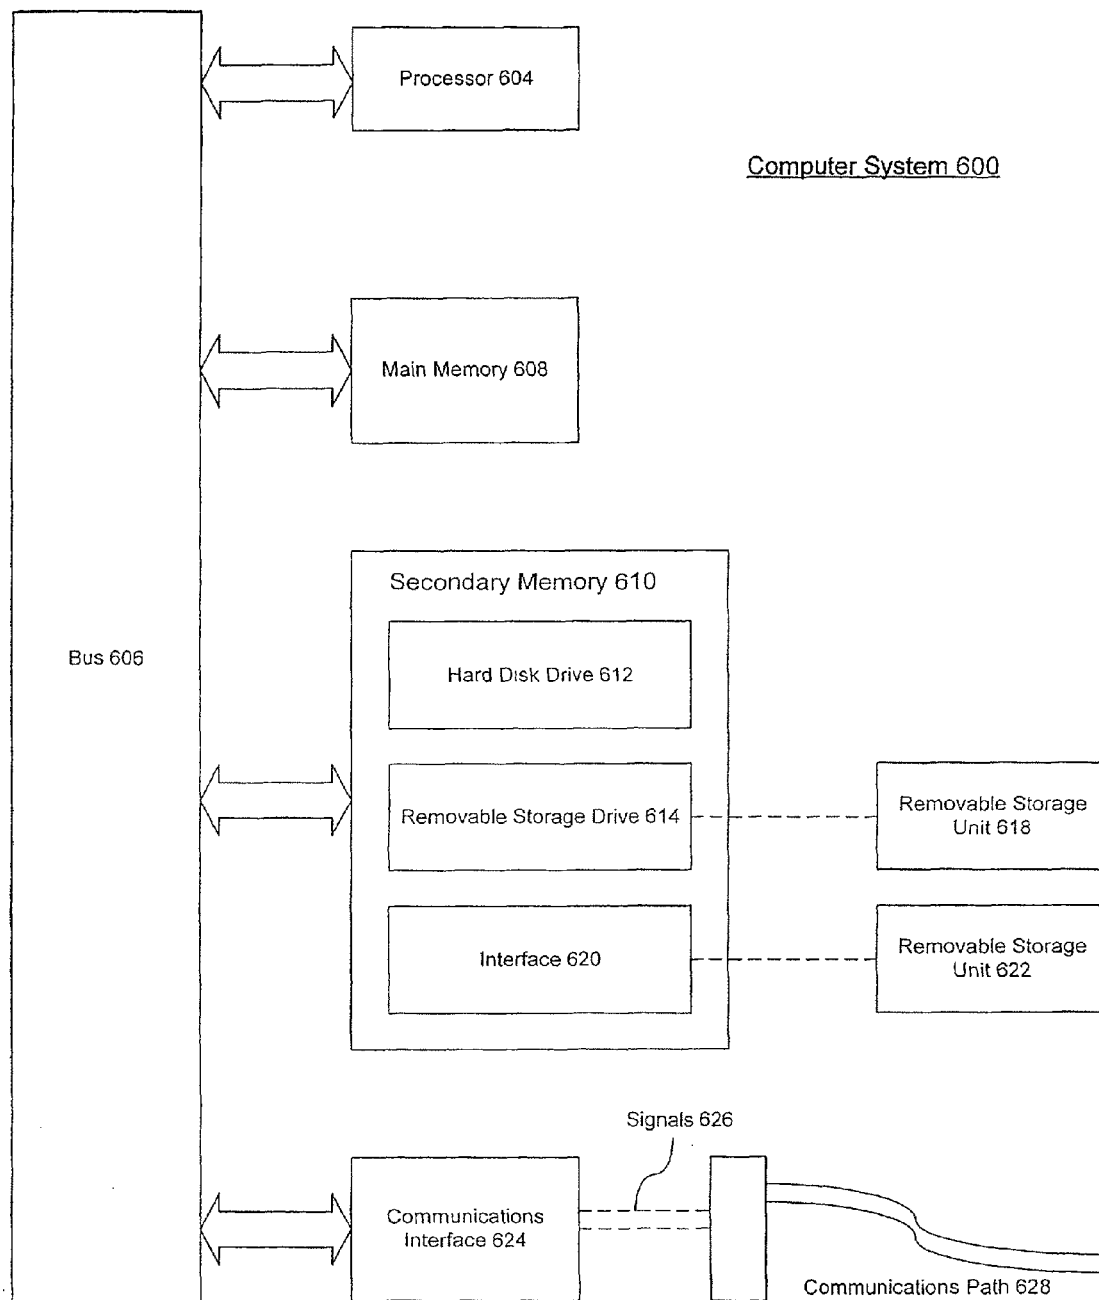 Processor 604
Computer System 600
Main Memory 608
Secondary Memory 610
Bus 606
Hard Disk Drive 612
Removable Storage Drive 614
Removable Storage
Unit 618
Interface 620
Removable Storage
Unit 622
Signals 626
Communications
Interface 624
Communications Path 628